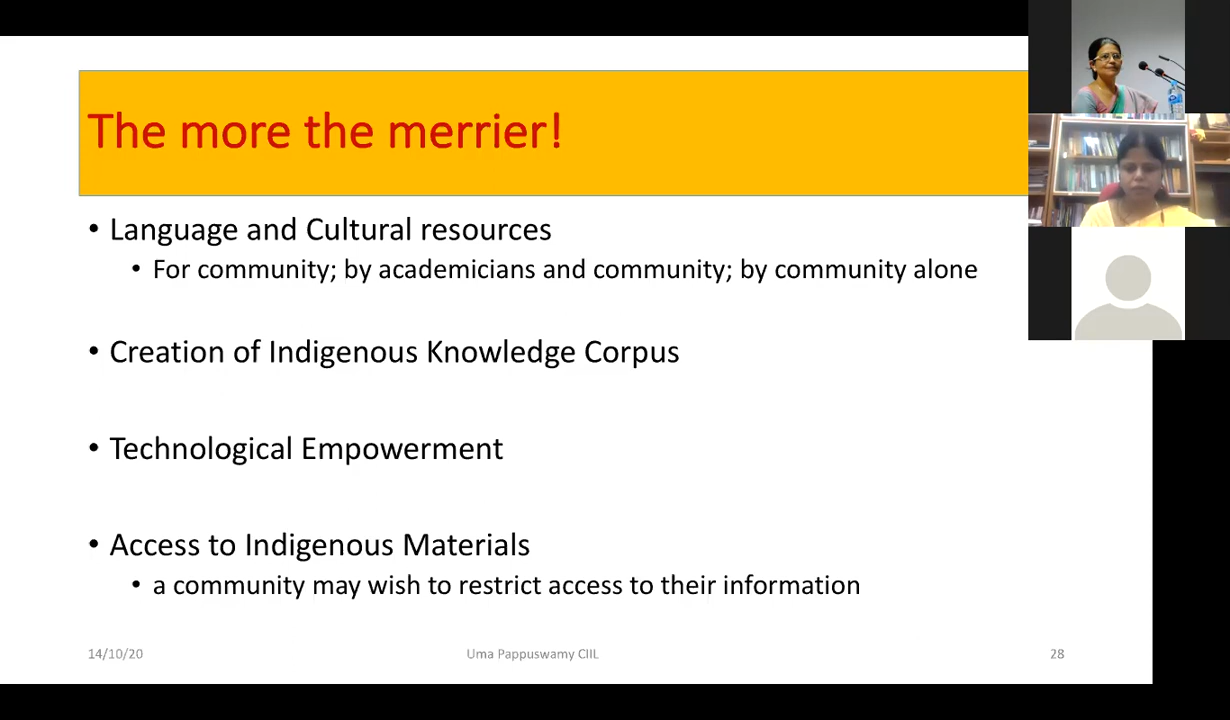 The more the merrier!
• Language and Cultural resources
• For community; by academicians and community; by community alone
• Creation of Indigenous Knowledge Corpus
• Technological Empowerment
• Access to Indigenous Materials
• a community may wish to restrict access to their information
14/10/20 Uma Pappuswamy CIIL 28